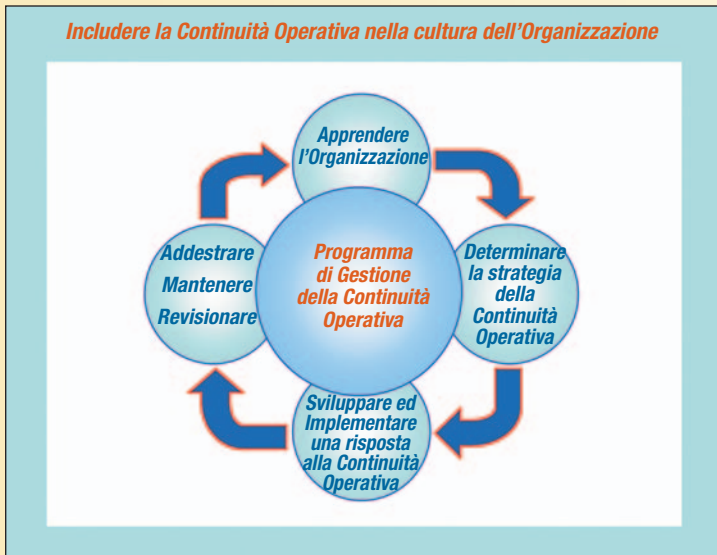 Includere la Continuità Operativa nella cultura dell'Organizzazione
Apprendere
l'Organizzazione
Determinare
la strategia
della
Continuità
Operativa
Sviluppare ed
Implementare
una risposta
alla Continuità
Operativa
Addestrare
Mantenere
Revisionare
Programma
di Gestione
della Continuità
Operativa